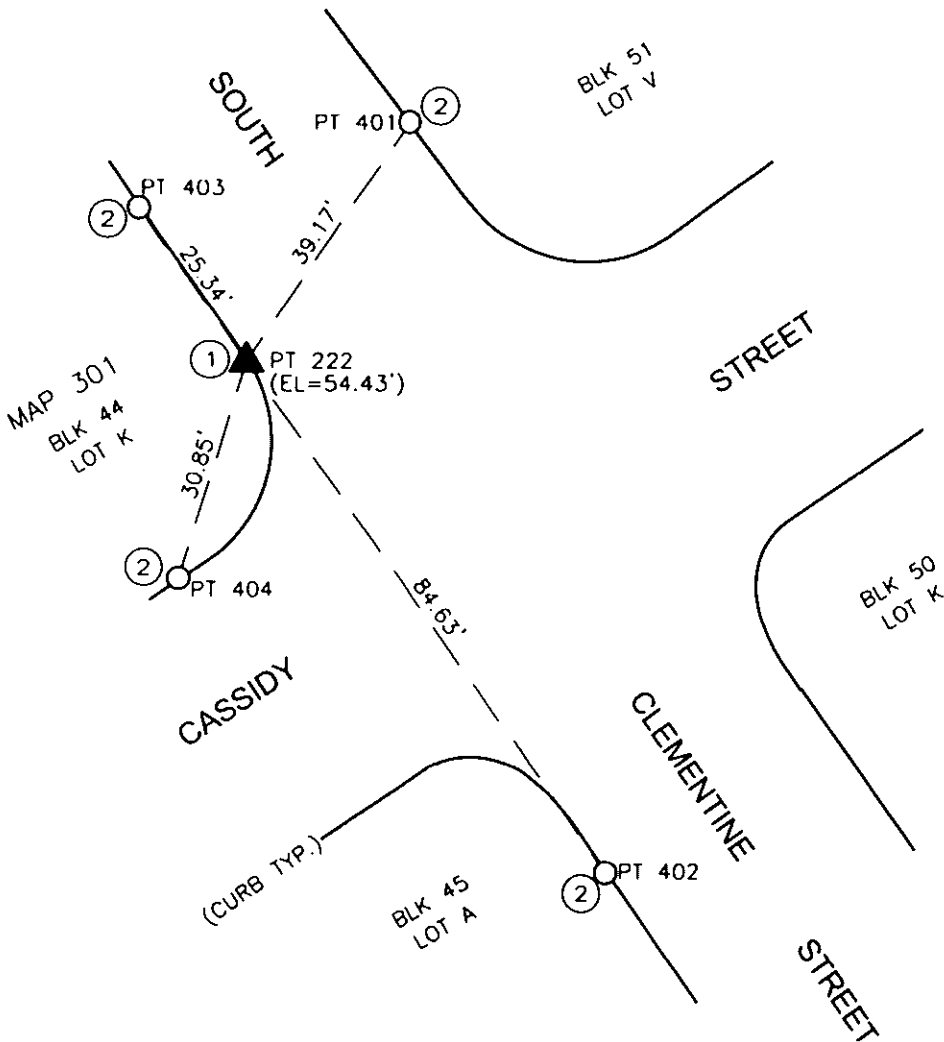 BLK 51
LOT V
SOUTH
PT 401
2
PT 403
2
39.17'
25.34'
1
PT 222
(EL=54.43')
MAP 301
BLK 44
LOT K
STREET
30.85'
2
PT 404
84.63'
BLK 50
LOT K
CASSIDY
CLEMENTINE
(CURB TYP.)
PT 402
2
BLK 45
LOT A
STREET